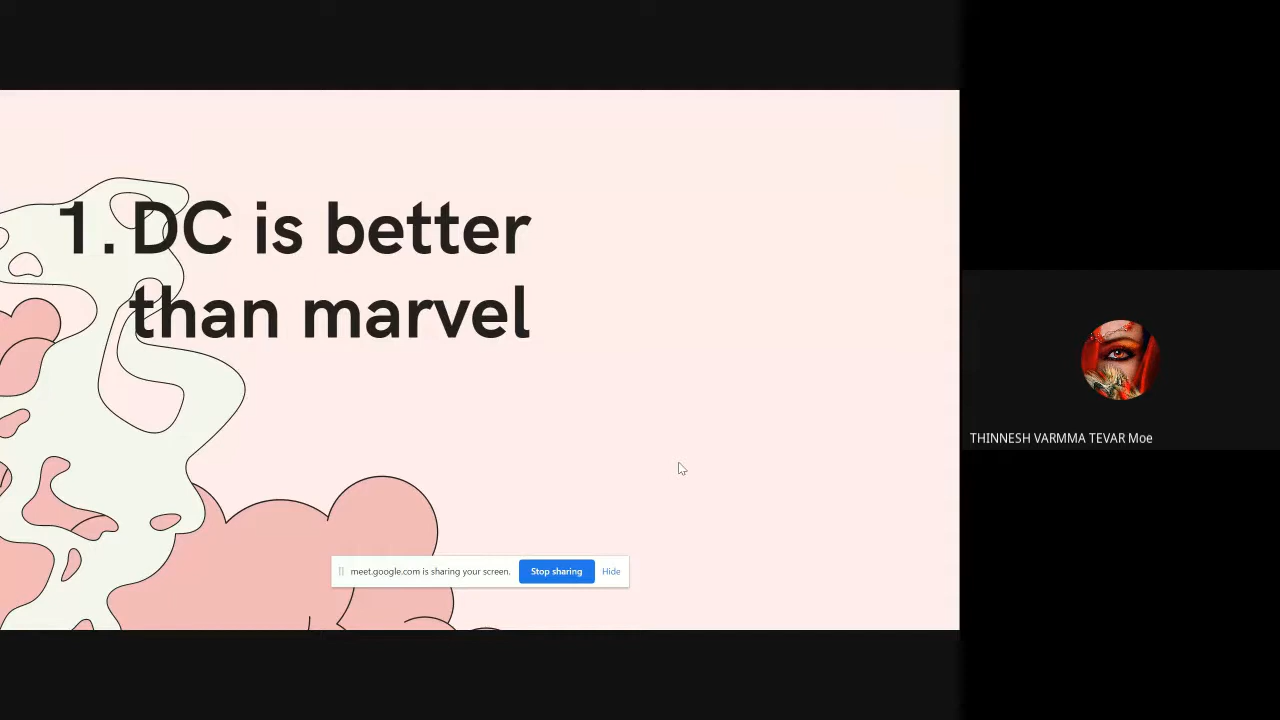 1. DC is better
than marvel
THINNESH VARMMA TEVAR Moe
meet.google.com is sharing your screen. Stop sharing Hide